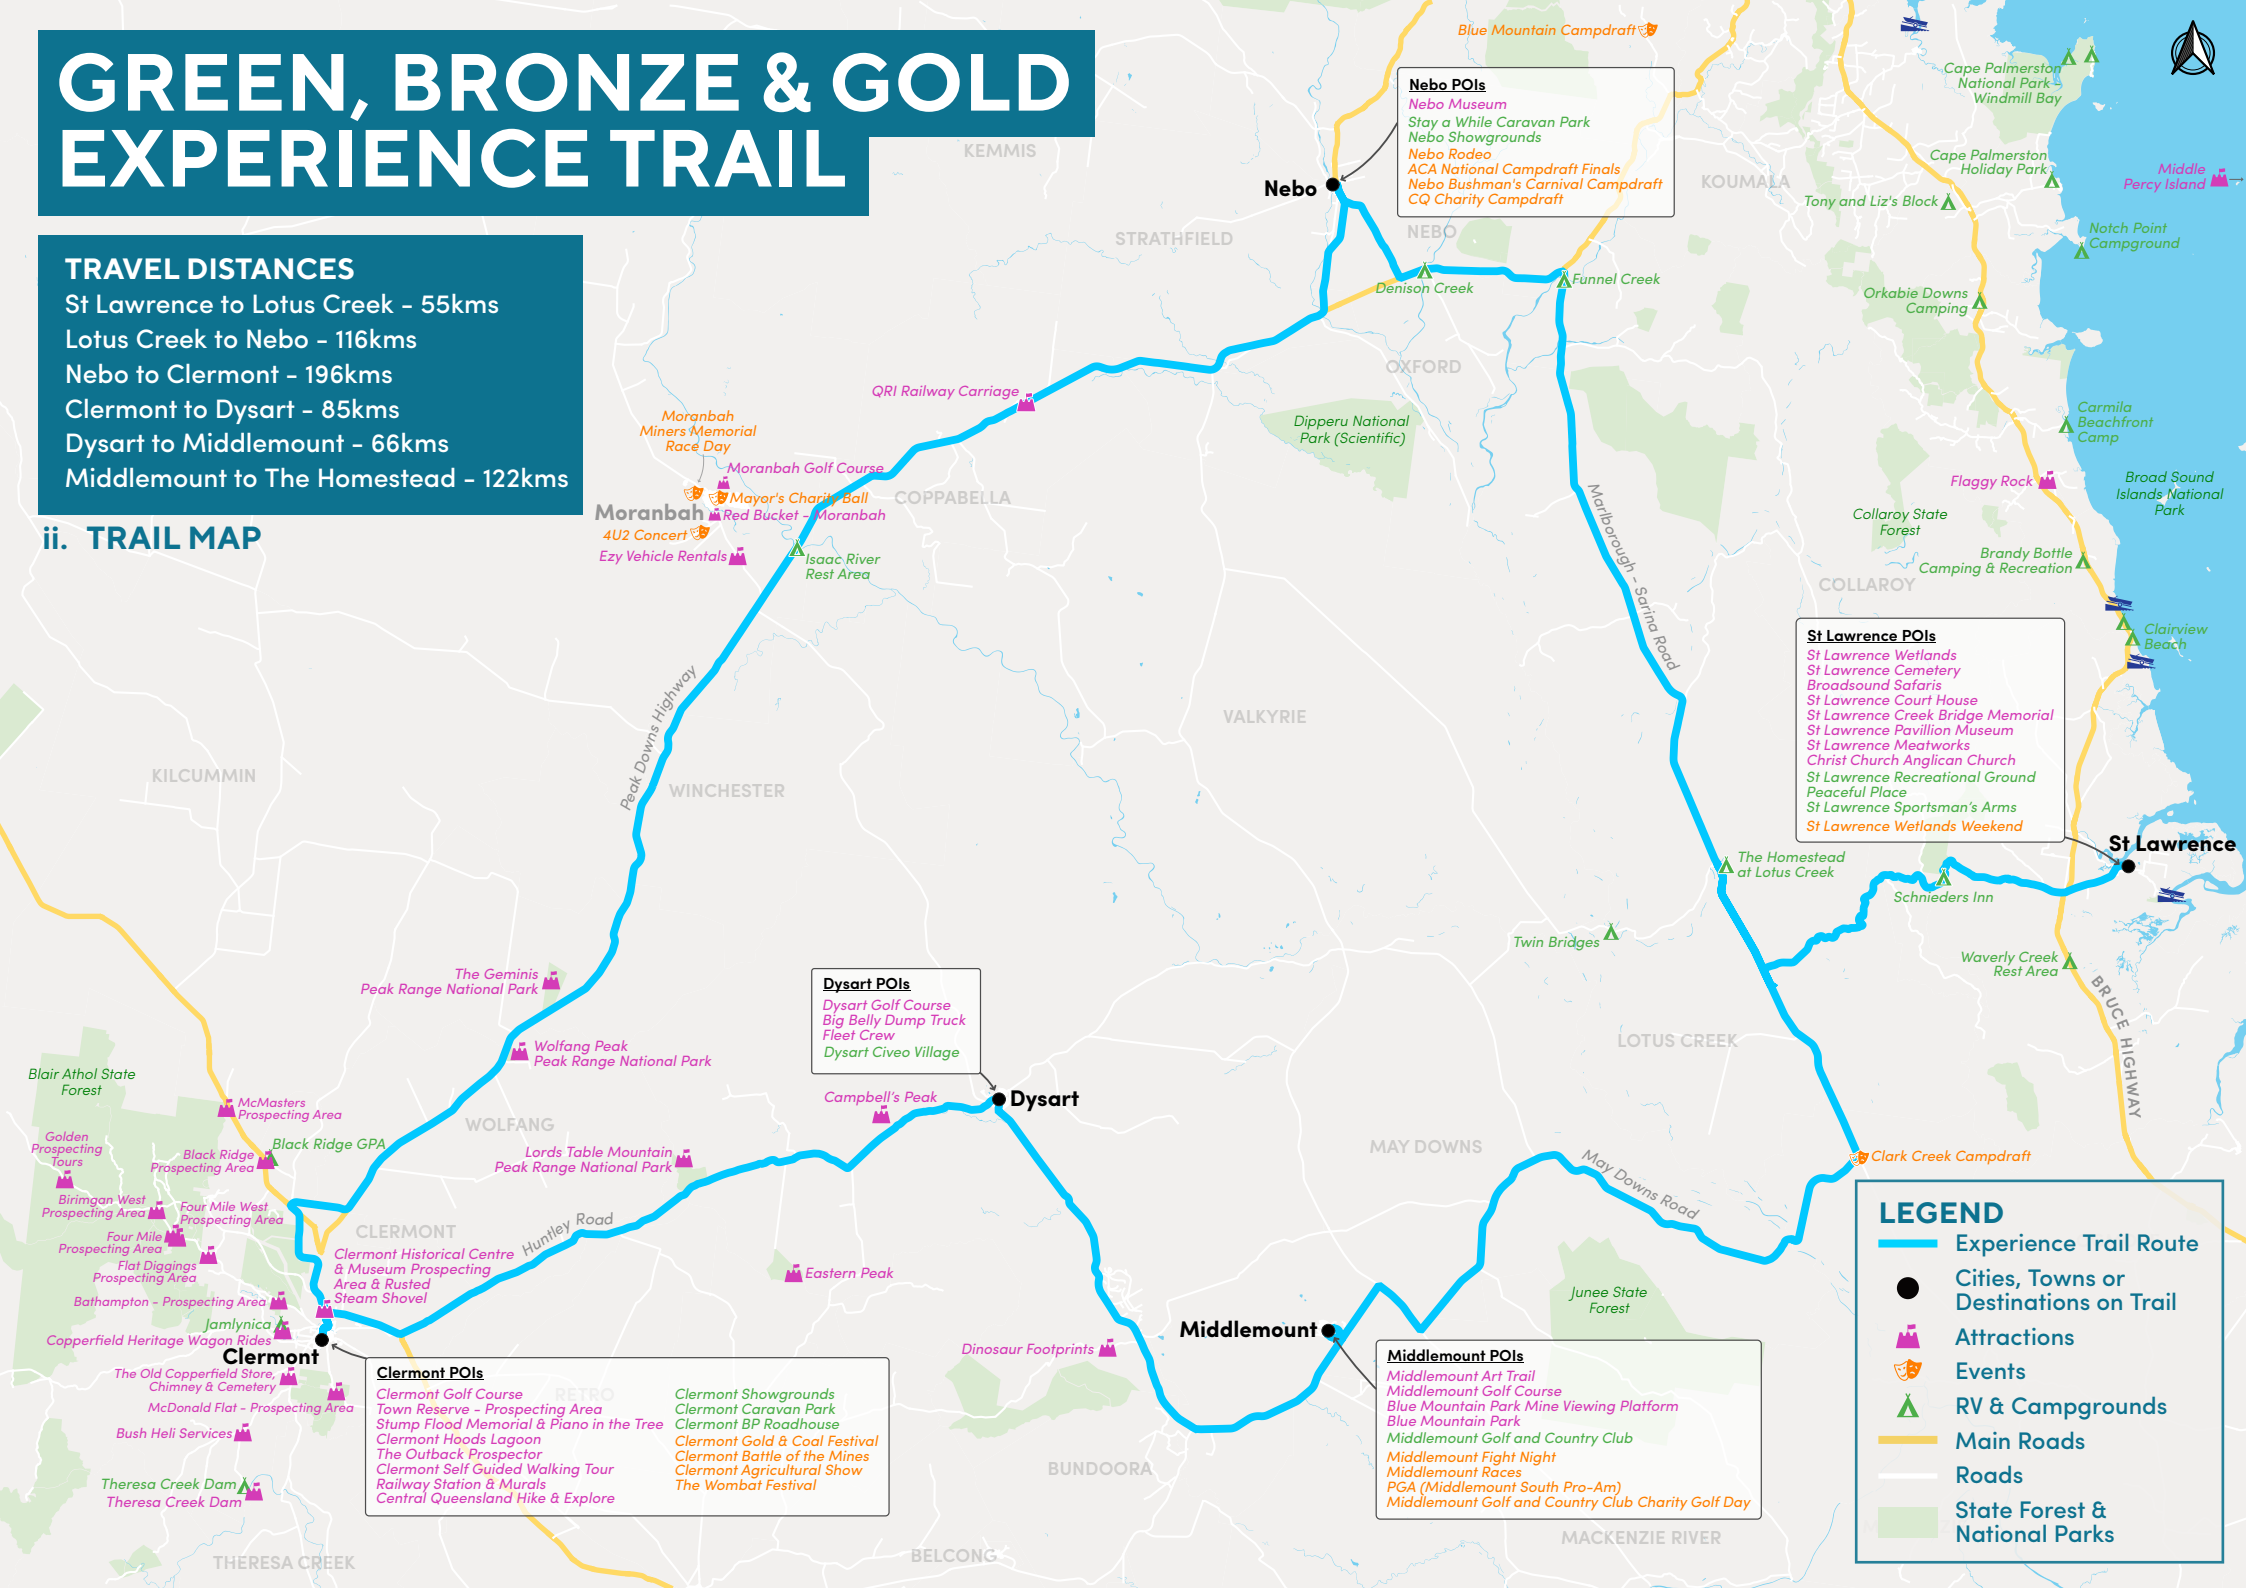 GREEN, BRONZE & GOLD
EXPERIENCE TRAIL
TRAVEL DISTANCES
St Lawrence to Lotus Creek - 55kms
Lotus Creek to Nebo - 116kms
Nebo to Clermont - 196kms
Clermont to Dysart - 85kms
Dysart to Middlemount - 66kms
Middlemount to The Homestead - 122kms
ii. TRAIL MAP
Blue Mountain Campdraft
Nebo POIs
Nebo Museum
Stay a While Caravan Park
Nebo Showgrounds
Nebo Rodeo
ACA National Campdraft Finals
Nebo Bushman's Carnival Campdraft
CQ Charity Campdraft
Nebo
KEMMIS
STRATHFIELD
NEBO
KOUMALA
Cape Palmerston
National Park -
Windmill Bay
Cape Palmerston
Holiday Park
Middle
Percy Island
Tony and Liz's Block
Notch Point
Campground
Denison Creek
Funnel Creek
Orkabie Downs
Camping
OXFORD
QRI Railway Carriage
Dipperu National
Park (Scientific)
Carmila
Beachfront
Camp
Moranbah
Miners Memorial
Race Day
Moranbah Golf Course
Mayor's Charity Ball
Moranbah
Red Bucket - Moranbah
4U2 Concert
Ezy Vehicle Rentals
Isaac River
Rest Area
COPPABELLA
Flaggy Rock
Broad Sound
Islands National
Park
Collaroy State
Forest
Brandy Bottle
Camping & Recreation
COLLAROY
Marlborough - Sarina Road
Clairview
Beach
St Lawrence POIs
St Lawrence Wetlands
St Lawrence Cemetery
Broadsound Safaris
St Lawrence Court House
St Lawrence Creek Bridge Memorial
St Lawrence Pavillion Museum
St Lawrence Meatworks
Christ Church Anglican Church
St Lawrence Recreational Ground
Peaceful Place
St Lawrence Sportsman's Arms
St Lawrence Wetlands Weekend
St Lawrence
Peak Downs Highway
VALKYRIE
KILCUMMIN
WINCHESTER
The Homestead
at Lotus Creek
Schnieders Inn
Twin Bridges
Waverly Creek
Rest Area
BRUCE HIGHWAY
The Geminis
Peak Range National Park
Wolfang Peak
Peak Range National Park
Dysart POIs
Dysart Golf Course
Big Belly Dump Truck
Fleet Crew
Dysart Civeo Village
Dysart
Campbell's Peak
LOTUS CREEK
Blair Athol State
Forest
McMasters
Prospecting Area
WOLFANG
Black Ridge GPA
Golden
Prospecting
Tours
Black Ridge
Prospecting Area
Lords Table Mountain
Peak Range National Park
MAY DOWNS
May Downs Road
Clark Creek Campdraft
Birimgan West
Prospecting Area
Four Mile West
Prospecting Area
Four Mile
Prospecting Area
Flat Diggings
Prospecting Area
CLERMONT
Huntley Road
Clermont Historical Centre
& Museum Prospecting
Area & Rusted
Steam Shovel
Bathampton - Prospecting Area
Jamlynica
Copperfield Heritage Wagon Rides
Clermont
Eastern Peak
Junee State
Forest
Middlemount
Dinosaur Footprints
The Old Copperfield Store,
Chimney & Cemetery
McDonald Flat - Prospecting Area
Bush Heli Services
Theresa Creek Dam
Theresa Creek Dam
Clermont POIs
Clermont Golf Course
Town Reserve - Prospecting Area
Stump Flood Memorial & Piano in the Tree
Clermont Hoods Lagoon
The Outback Prospector
Clermont Self Guided Walking Tour
Railway Station & Murals
Central Queensland Hike & Explore
Clermont Showgrounds
Clermont Caravan Park
Clermont BP Roadhouse
Clermont Gold & Coal Festival
Clermont Battle of the Mines
Clermont Agricultural Show
The Wombat Festival
RETRO
Middlemount POIs
Middlemount Art Trail
Middlemount Golf Course
Blue Mountain Park Mine Viewing Platform
Blue Mountain Park
Middlemount Golf and Country Club
Middlemount Fight Night
Middlemount Races
PGA (Middlemount South Pro-Am)
Middlemount Golf and Country Club Charity Golf Day
BUNDOORA
MACKENZIE RIVER
BELCONG
THERESA CREEK
LEGEND
Experience Trail Route
Cities, Towns or
Destinations on Trail
Attractions
Events
RV & Campgrounds
Main Roads
Roads
State Forest &
National Parks